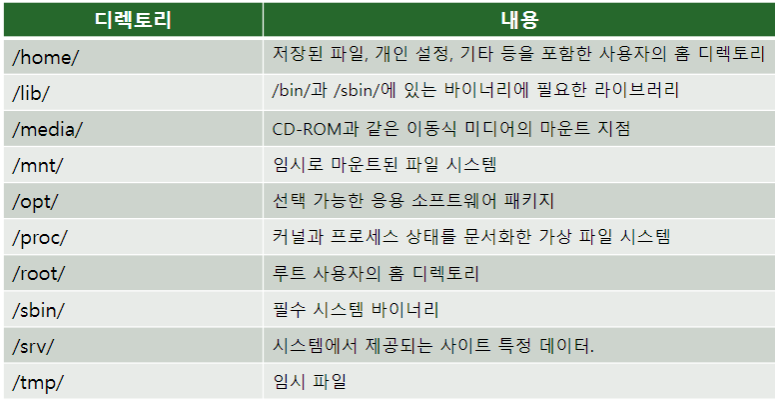 디렉토리 내용
/home/ 저장된 파일, 개인 설정, 기타 등을 포함한 사용자의 홈 디렉토리
/lib/ /bin/과 /sbin/에 있는 바이너리에 필요한 라이브러리
/media/ CD-ROM과 같은 이동식 미디어의 마운트 지점
/mnt/ 임시로 마운트된 파일 시스템
/opt/ 선택 가능한 응용 소프트웨어 패키지
/proc/ 커널과 프로세스 상태를 문서화한 가상 파일 시스템
/root/ 루트 사용자의 홈 디렉토리
/sbin/ 필수 시스템 바이너리
/srv/ 시스템에서 제공되는 사이트 특정 데이터.
/tmp/ 임시 파일